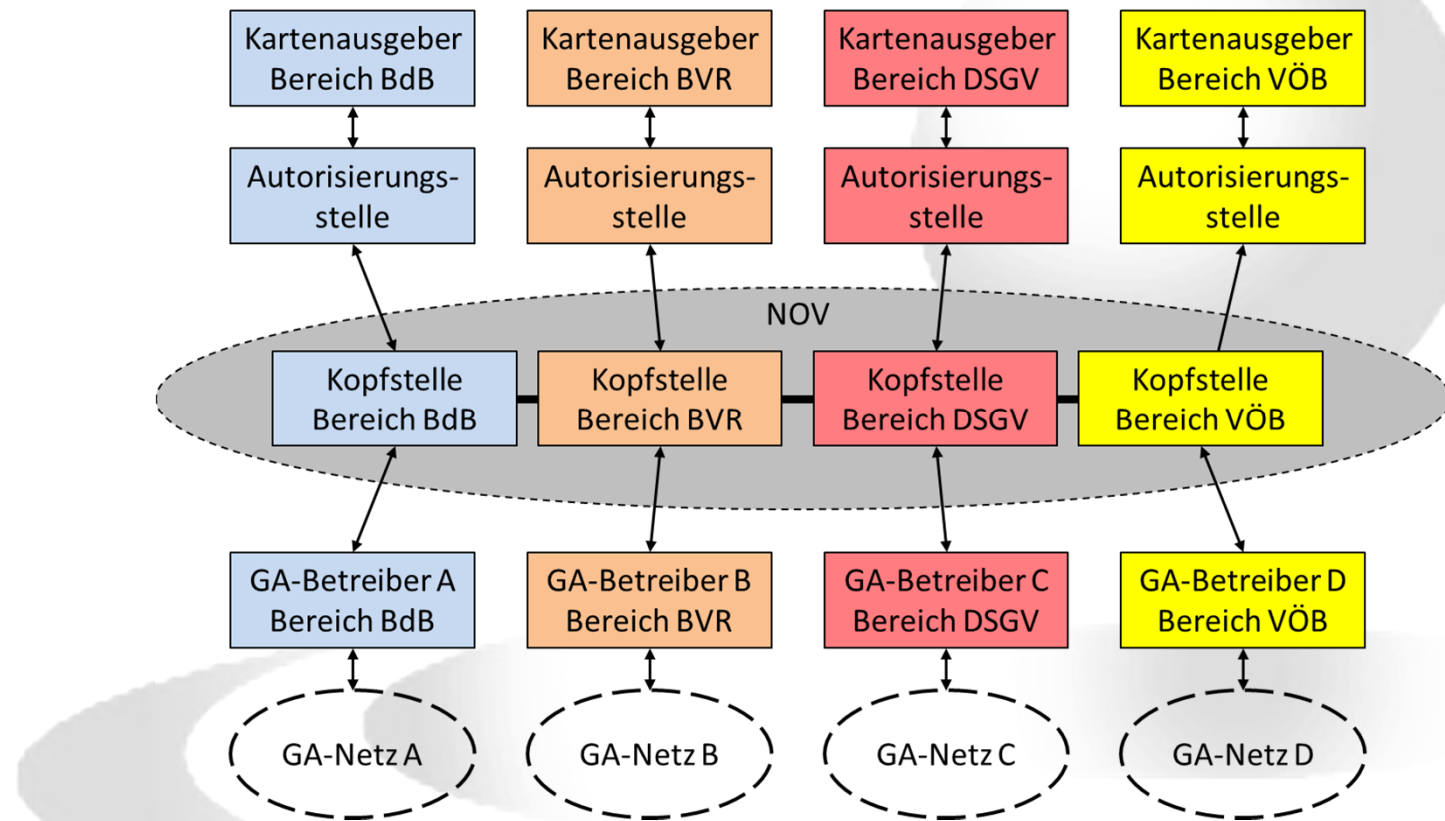 Kartenausgeber
Bereich BdB
Kartenausgeber
Bereich BVR
Kartenausgeber
Bereich DSGV
Kartenausgeber
Bereich VÖB
Autorisierungs-
stelle
Autorisierungs-
stelle
Autorisierungs-
stelle
Autorisierungs-
stelle
NOV
Kopfstelle
Bereich BdB
Kopfstelle
Bereich BVR
Kopfstelle
Bereich DSGV
Kopfstelle
Bereich VÖB
GA-Betreiber A
Bereich BdB
GA-Betreiber B
Bereich BVR
GA-Betreiber C
Bereich DSGV
GA-Betreiber D
Bereich VÖB
GA-Netz A
GA-Netz B
GA-Netz C
GA-Netz D